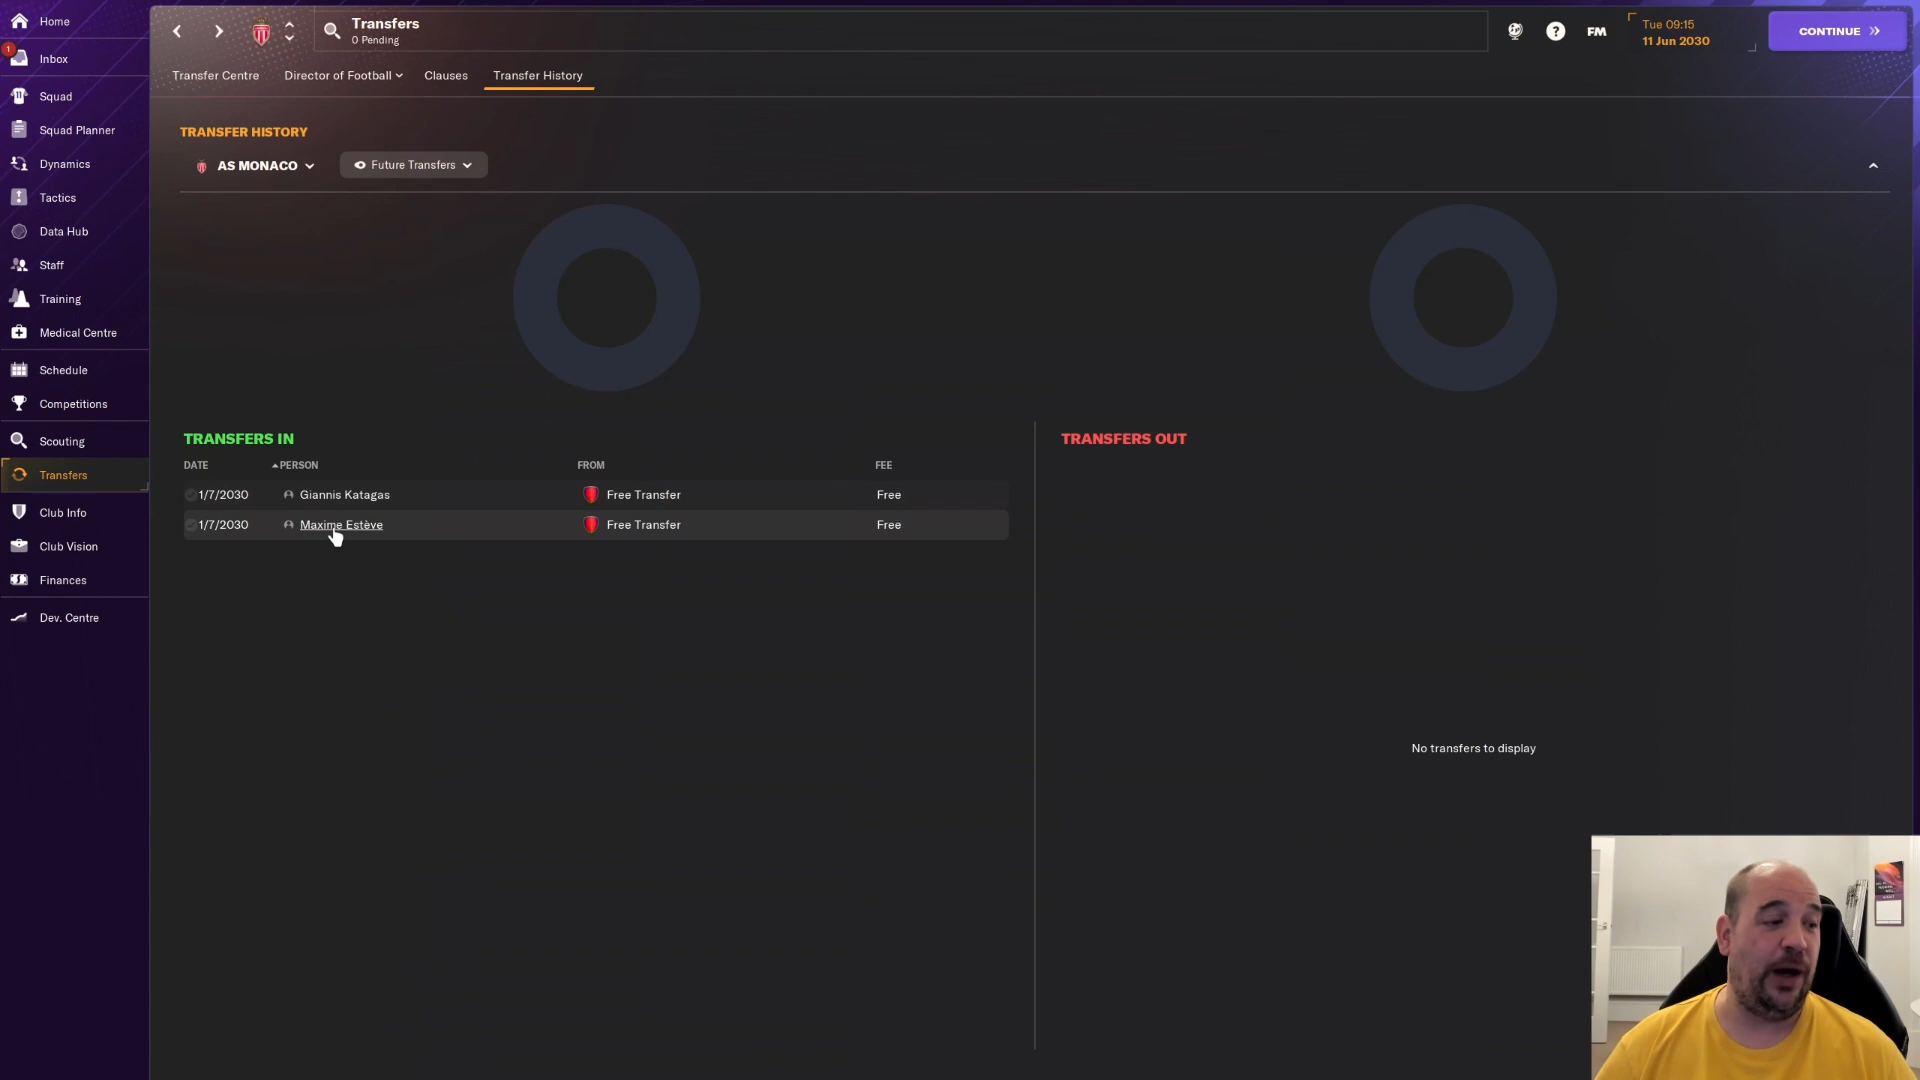 Home
1
Inbox
Squad
Squad Planner
Dynamics
Tactics
Data Hub
Staff
Training
Medical Centre
Schedule
Competitions
Scouting
Transfers
Club Info
Club Vision
Finances
Dev. Centre
Transfers
0 Pending
?
FM
Tue 09:15
11 Jun 2030
CONTINUE
Transfer Centre
Director of Football
Clauses
Transfer History
TRANSFER HISTORY
AS MONACO
Future Transfers
TRANSFERS IN
DATE PERSON FROM FEE
1/7/2030 Giannis Katagas Free Transfer Free
1/7/2030 Maxime Estève Free Transfer Free
TRANSFERS OUT
No transfers to display